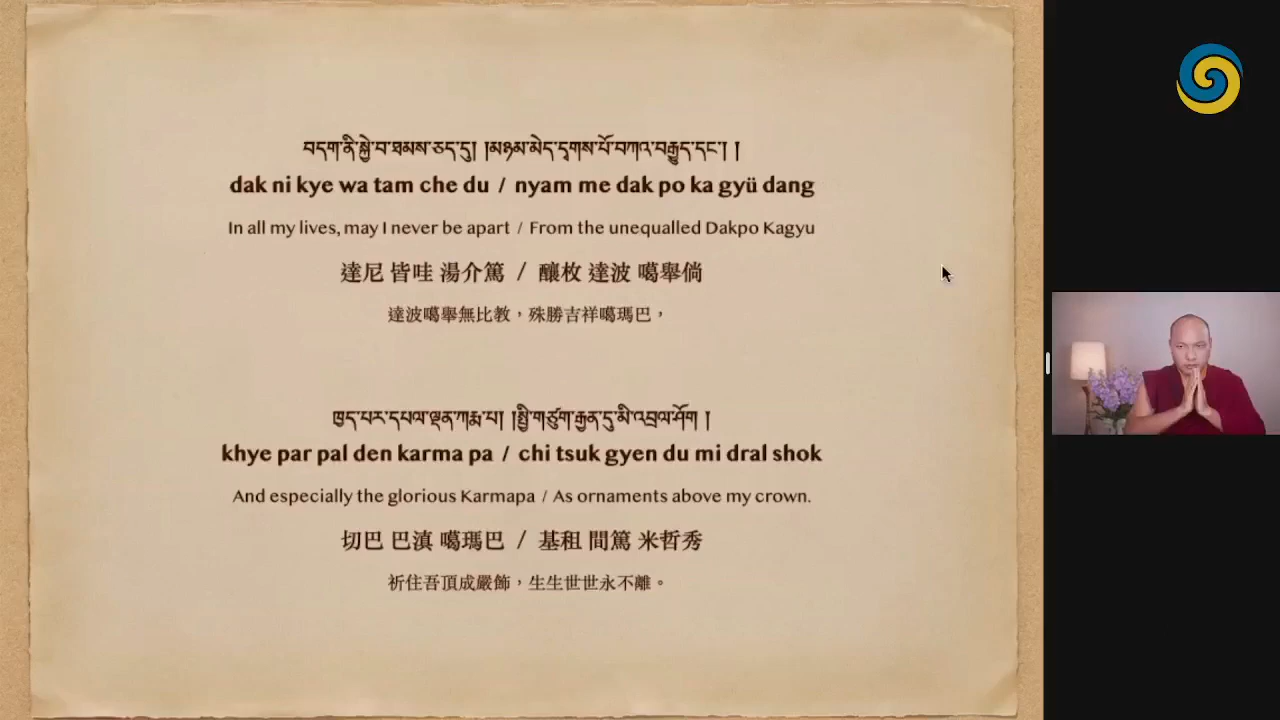 བདག་ནི་སྐྱེ་བ་ཐམས་ཅད་དུ། །མཉམ་མེད་དྭགས་པོ་བཀའ་བརྒྱུད་དང་། །
dak ni kye wa tam che du / nyam me dak po ka gyü dang
In all my lives, may I never be apart / From the unequalled Dakpo Kagyu
達尼 皆哇 湯介篤 / 釀枚 達波 噶舉倘
達波噶舉無比教，殊勝吉祥噶瑪巴，
ཁྱད་པར་དཔལ་ལྡན་ཀརྨ་པ། །སྤྱི་གཙུག་རྒྱན་དུ་མི་འབྲལ་ཤོག །
khye par pal den karma pa / chi tsuk gyen du mi dral shok
And especially the glorious Karmapa / As ornaments above my crown.
切巴 巴滇 噶瑪巴 / 基租 間篤 米哲秀
祈住吾頂成嚴飾，生生世世永不離。